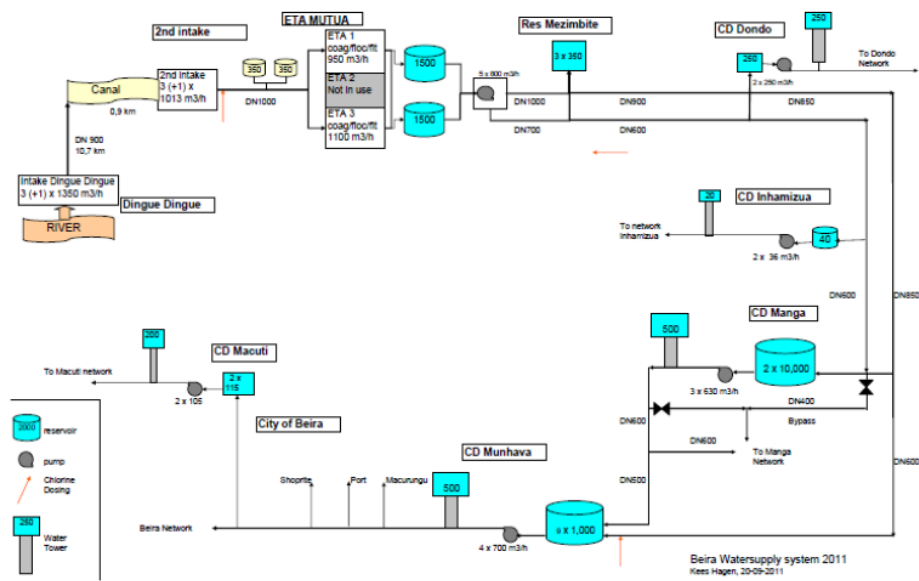 2nd intake
ETA MUTUA
Res Mezimbite
CD Dondo
ETA 1
coag/floc/flt
950 m3/h
ETA 2
Not in use
ETA 3
coag/floc/flt
1100 m3/h
2nd intake
3 (+1) x
1013 m3/h
350
350
DN1000
Canal
0,9 km
DN 900
10,7 km
Intake Dingue Dingue
3 (+1) x 1350 m3/h
Dingue Dingue
RIVER
1500
1500
5 x 600 m3/h
DN1000
DN700
3 x 350
DN900
DN600
250
2 x 250 m3/h
250
To Dondo
Network
DN850
20
CD Inhamizua
To network
Inhamizua
40
2 x 36 m3/h
DN600
DN850
CD Manga
500
2 x 10,000
3 x 630 m3/h
DN400
Bypass
DN600
DN600
To Manga
Network
DN500
DN600
200
CD Macuti
To Macuti network
2 x
115
2 x 105
City of Beira
CD Munhava
Shoprite
Port
Macurungu
500
Beira Network
4 x 700 m3/h
x 1,000
2000
reservoir
pump
Chlorine
Dosing
250
Water
Tower
Beira Watersupply system 2011
Kees Hagen, 20-09-2011